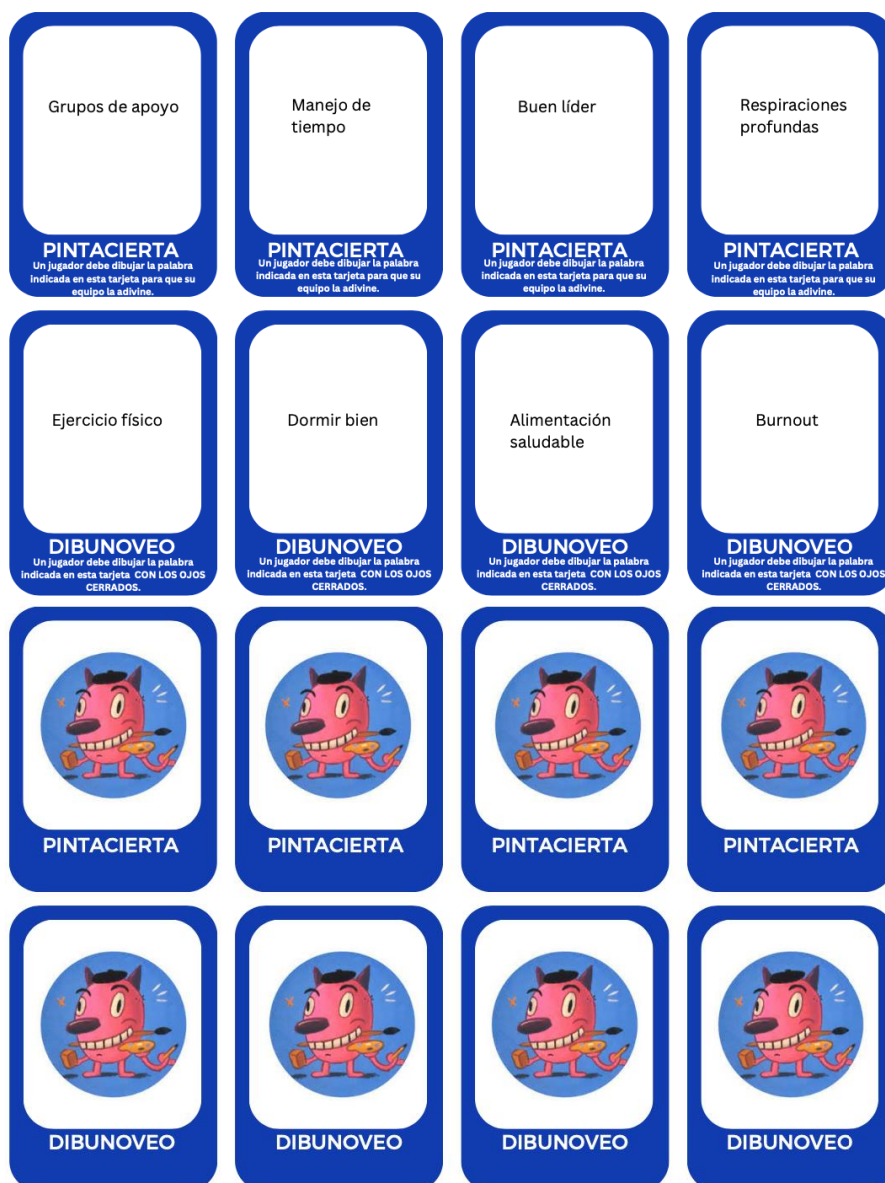 Grupos de apoyo
PINTACIERTA
Un jugador debe dibujar la palabra
indicada en esta tarjeta para que su
equipo la adivine.
Manejo de
tiempo
PINTACIERTA
Un jugador debe dibujar la palabra
indicada en esta tarjeta para que su
equipo la adivine.
Buen líder
PINTACIERTA
Un jugador debe dibujar la palabra
indicada en esta tarjeta para que su
equipo la adivine.
Respiraciones
profundas
PINTACIERTA
Un jugador debe dibujar la palabra
indicada en esta tarjeta para que su
equipo la adivine.
Ejercicio físico
DIBUNOVEO
Un jugador debe dibujar la palabra
indicada en esta tarjeta CON LOS OJOS
CERRADOS.
Dormir bien
DIBUNOVEO
Un jugador debe dibujar la palabra
indicada en esta tarjeta CON LOS OJOS
CERRADOS.
Alimentación
saludable
DIBUNOVEO
Un jugador debe dibujar la palabra
indicada en esta tarjeta CON LOS OJOS
CERRADOS.
Burnout
DIBUNOVEO
Un jugador debe dibujar la palabra
indicada en esta tarjeta CON LOS OJOS
CERRADOS.
PINTACIERTA
PINTACIERTA
PINTACIERTA
PINTACIERTA
DIBUNOVEO
DIBUNOVEO
DIBUNOVEO
DIBUNOVEO